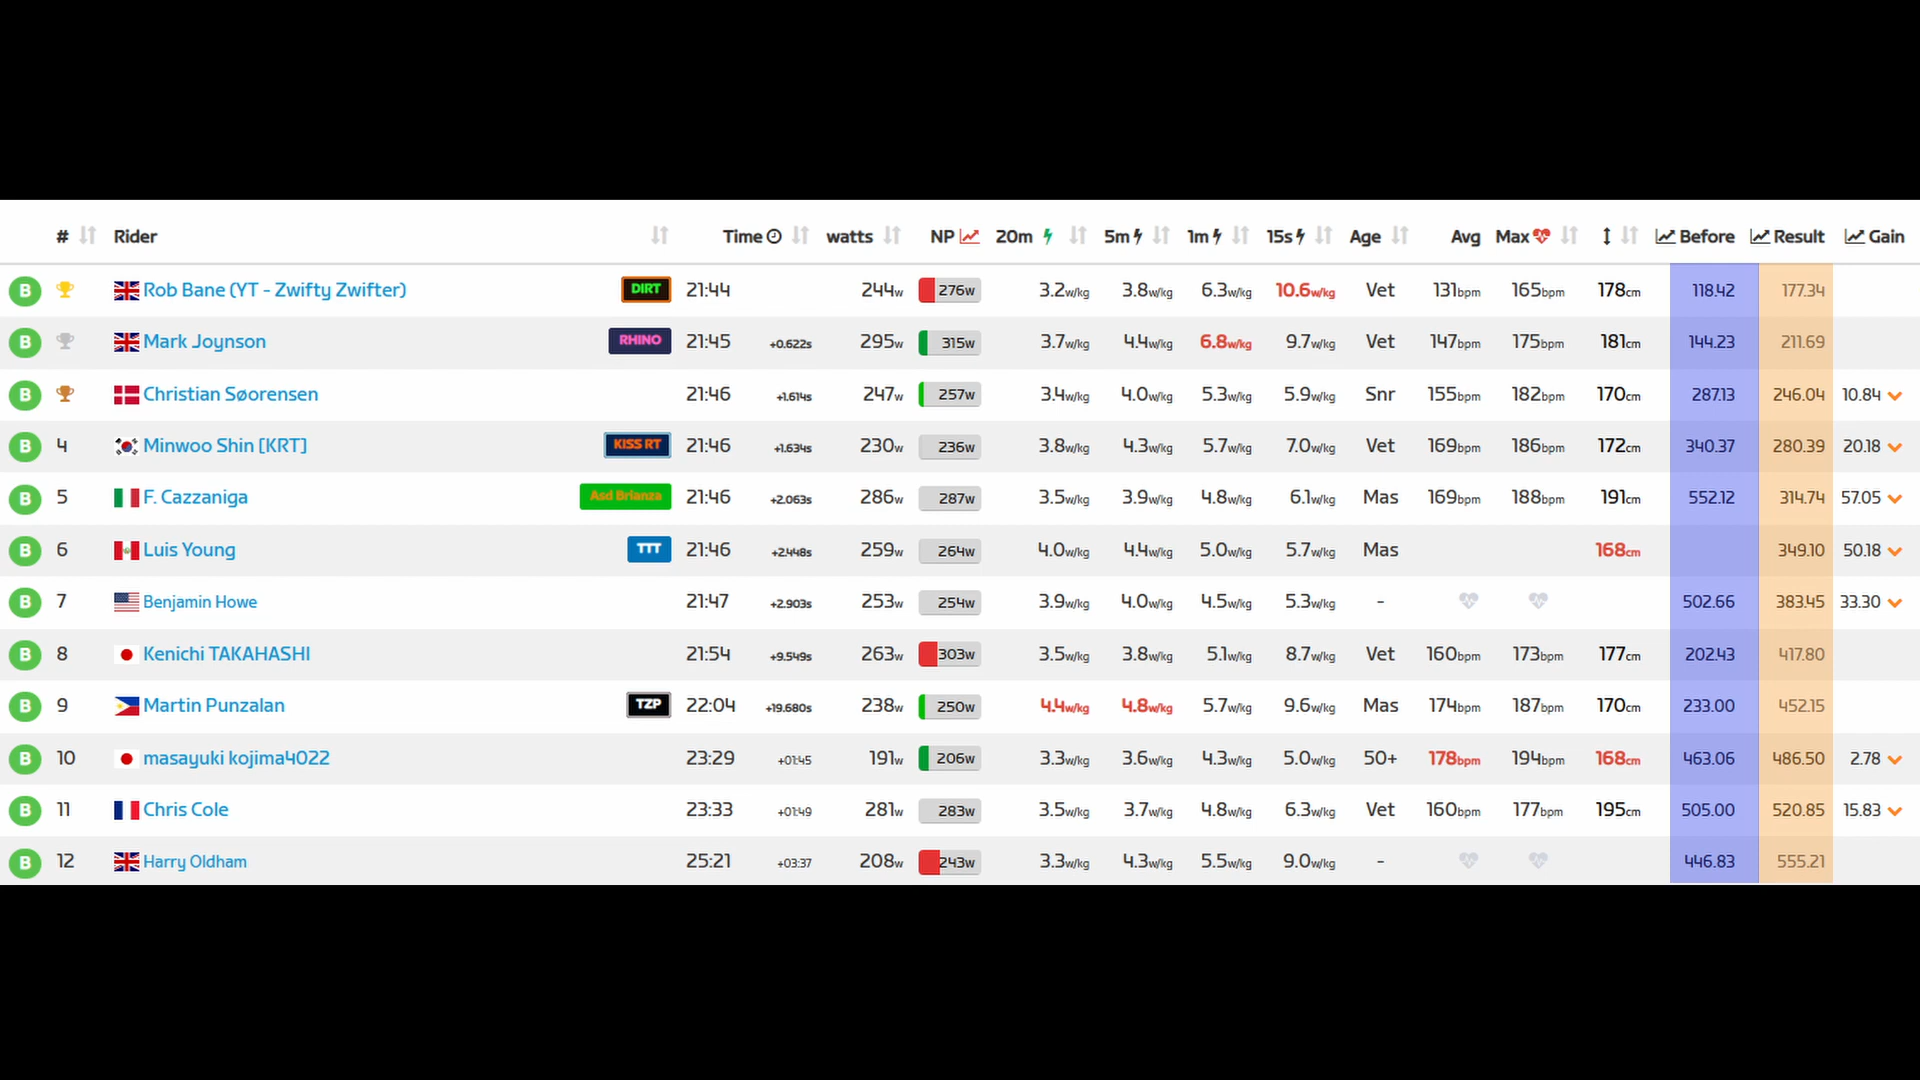 # Rider Time watts NP 20m 5m 1m 15s Age Avg Max Before Result Gain
B Rob Bane (YT - Zwifty Zwifter) DIRT 21:44 244w 276w 3.2w/kg 3.8w/kg 6.3w/kg 10.6w/kg Vet 131bpm 165bpm 178cm 118.42 177.34
B Mark Joynson RHINO 21:45 +0.622s 295w 315w 3.7w/kg 4.4w/kg 6.8w/kg 9.7w/kg Vet 147bpm 175bpm 181cm 144.23 211.69
B Christian Søorensen 21:46 +1.614s 247w 257w 3.4w/kg 4.0w/kg 5.3w/kg 5.9w/kg Snr 155bpm 182bpm 170cm 287.13 246.04 10.84
B 4 Minwoo Shin [KRT] KISS RT 21:46 +1.634s 230w 236w 3.8w/kg 4.3w/kg 5.7w/kg 7.0w/kg Vet 169bpm 186bpm 172cm 340.37 280.39 20.18
B 5 F. Cazzaniga Asd Brianza 21:46 +2.063s 286w 287w 3.5w/kg 3.9w/kg 4.8w/kg 6.1w/kg Mas 169bpm 188bpm 191cm 552.12 314.74 57.05
B 6 Luis Young TTT 21:46 +2.448s 259w 264w 4.0w/kg 4.4w/kg 5.0w/kg 5.7w/kg Mas 168cm 349.10 50.18
B 7 Benjamin Howe 21:47 +2.903s 253w 254w 3.9w/kg 4.0w/kg 4.5w/kg 5.3w/kg - 502.66 383.45 33.30
B 8 Kenichi TAKAHASHI 21:54 +9.549s 263w 303w 3.5w/kg 3.8w/kg 5.1w/kg 8.7w/kg Vet 160bpm 173bpm 177cm 202.43 417.80
B 9 Martin Punzalan TZP 22:04 +19.680s 238w 250w 4.4w/kg 4.8w/kg 5.7w/kg 9.6w/kg Mas 174bpm 187bpm 170cm 233.00 452.15
B 10 masayuki kojima4022 23:29 +01:45 191w 206w 3.3w/kg 3.6w/kg 4.3w/kg 5.0w/kg 50+ 178bpm 194bpm 168cm 463.06 486.50 2.78
B 11 Chris Cole 23:33 +01:49 281w 283w 3.5w/kg 3.7w/kg 4.8w/kg 6.3w/kg Vet 160bpm 177bpm 195cm 505.00 520.85 15.83
B 12 Harry Oldham 25:21 +03:37 208w 243w 3.3w/kg 4.3w/kg 5.5w/kg 9.0w/kg - 446.83 555.21